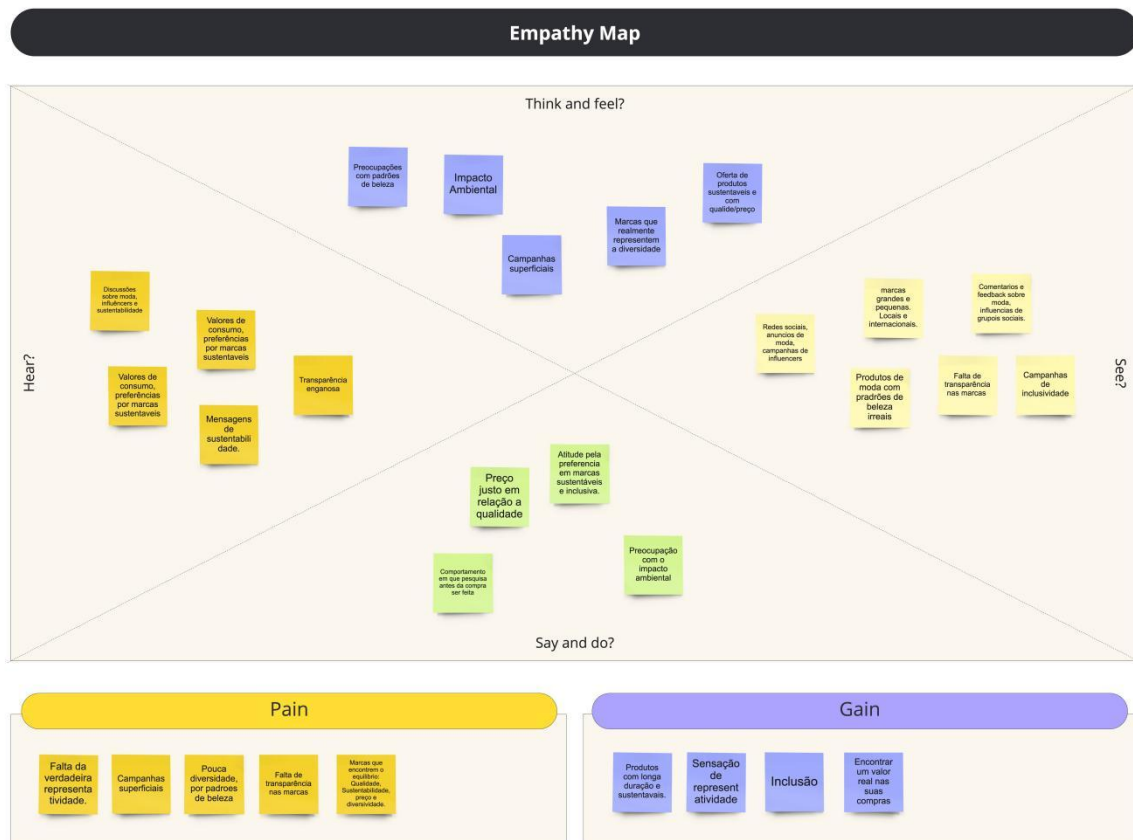 Empathy Map
Think and feel?
Preocupações
com padrões
de beleza
Impacto
Ambiental
Campanhas
superficiais
Marcas que
realmente
representem
a diversidade
Oferta de
produtos
sustentaveis e
com
qualide/preço
Hear?
Discussões
sobre moda,
influêncers e
sustentabilidade
Valores de
consumo,
preferências
por marcas
sustentaveis
Valores de
consumo,
preferências
por marcas
sustentaveis
Mensagens
de
sustentabili
dade.
Transparência
enganosa
See?
Redes sociais,
anuncios de
moda,
campanhas de
influencers
marcas
grandes e
pequenas.
Locais e
internacionais.
Comentarios e
feedback sobre
moda,
influencias de
grupois sociais.
Produtos de
moda com
pradrões de
beleza
irreais
Falta de
transparência
nas marcas
Campanhas
de
inclusividade
Preço
justo em
relação a
qualidade
Atitude pela
preferencia em
marcas
sustentáveis
e inclusiva.
Comportamento
em que pesquisa
antes da compra
ser feita
Preocupação
com o
impacto
ambiental
Say and do?
Pain
Falta da
verdadeira
representa
tividade.
Campanhas
superficiais
Pouca
diversidade,
por padroes
de beleza
Falta de
transparência
nas marcas
Marcas que
encontrem o
equilibrio:
Qualidade,
Sustentabilidade,
preço e
diversividade.
Gain
Produtos
com longa
duração e
sustentavais.
Sensação
de
represent
atividade
Inclusão
Encontrar
um valor
real nas
suas
compras